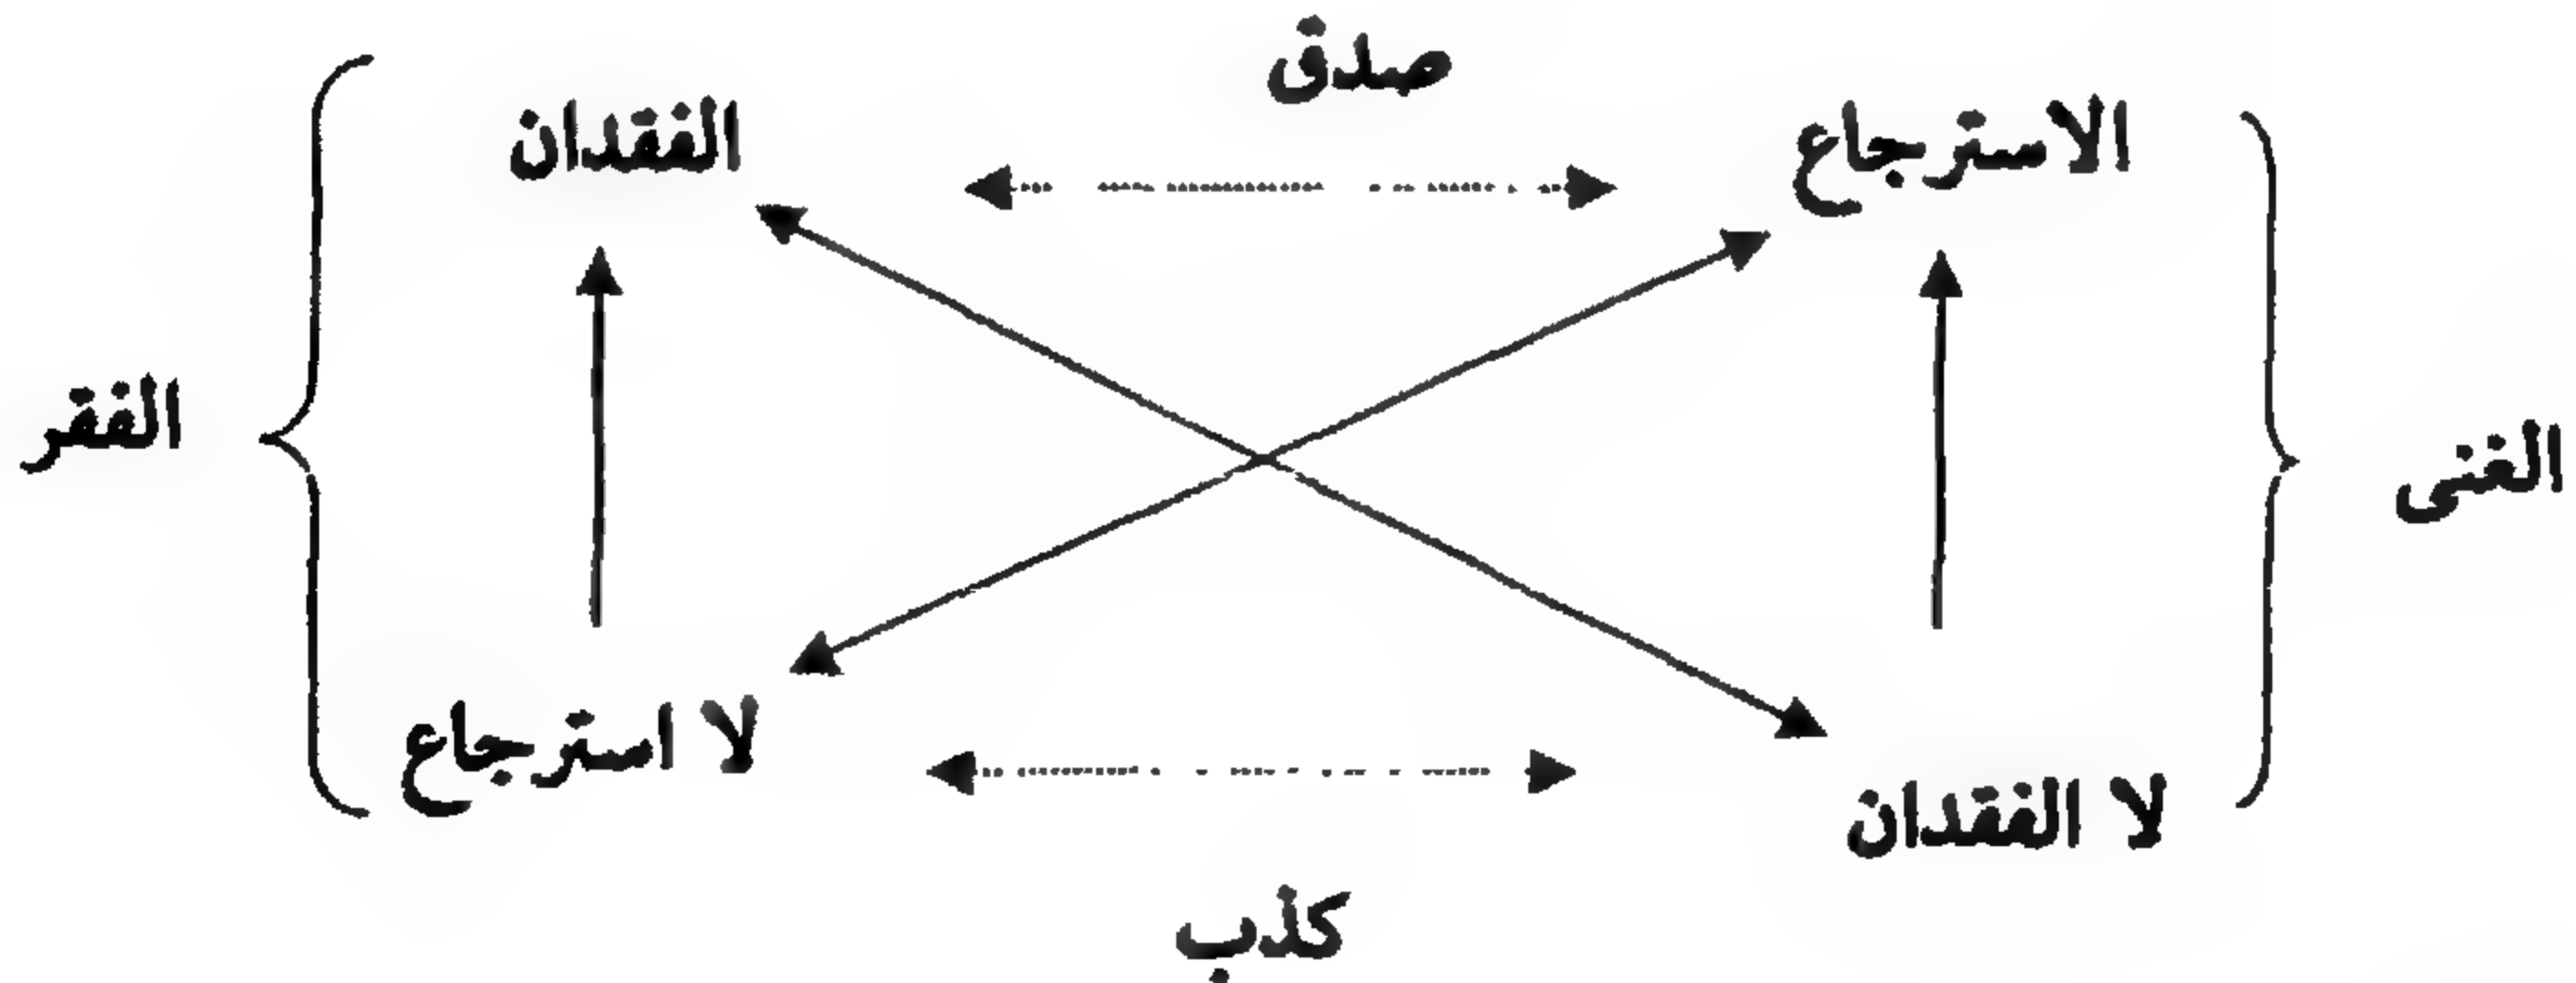 صدق
الاسترجاع
الفقدان
الغنى
الفقر
لا الفقدان
لا استرجاع
كذب